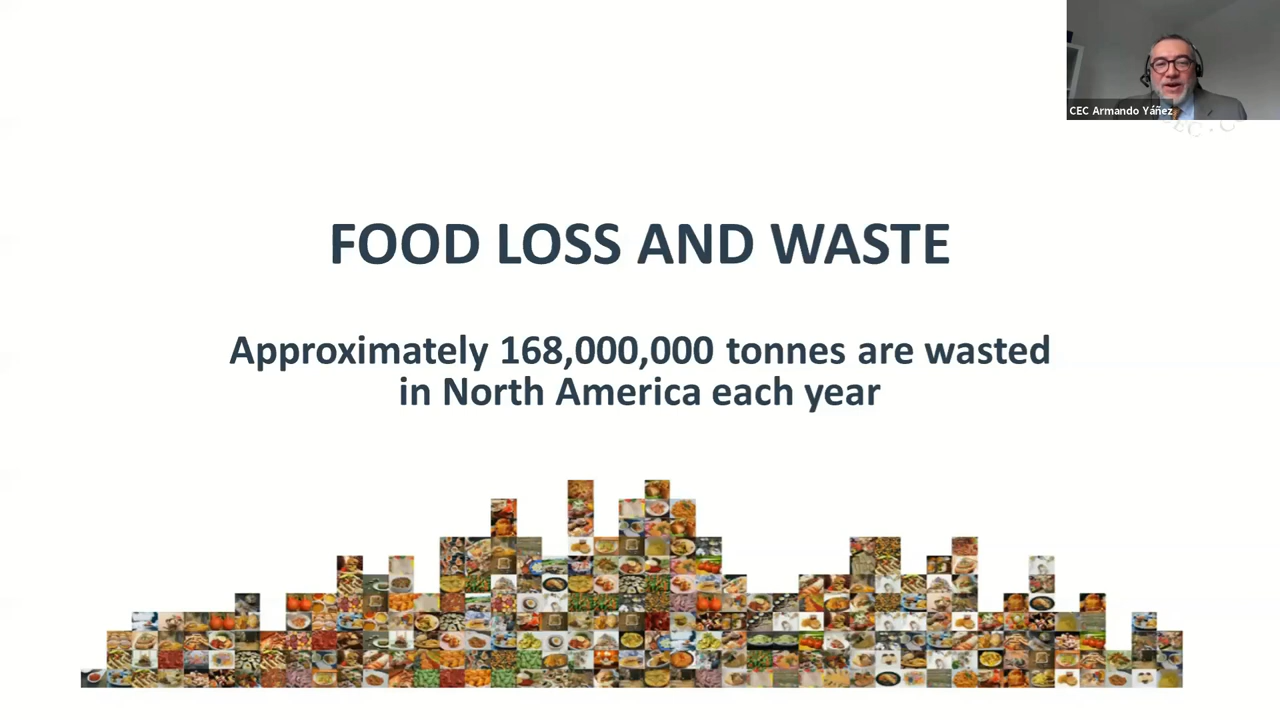 CEC Armando Yáñez
FOOD LOSS AND WASTE
Approximately 168,000,000 tonnes are wasted
in North America each year